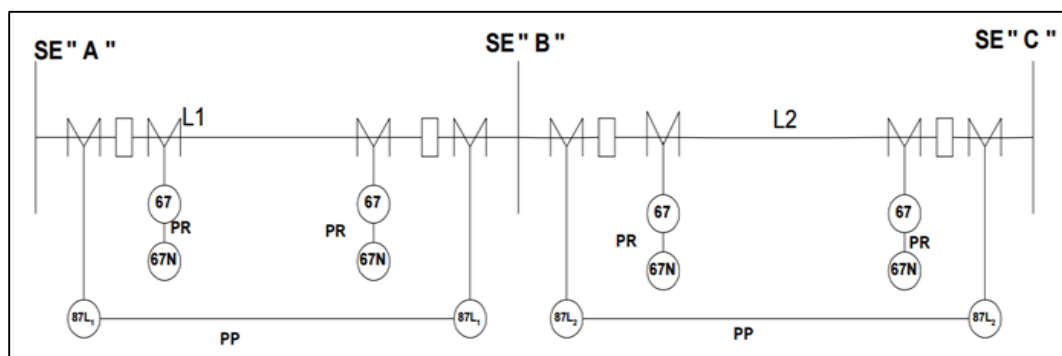 SE"A"
SE"B"
SE"C"
L1
L2
67
PR
67N
67
PR
67N
67
PR
67N
67
PR
67N
87L₁
PP
87L₁
87L₂
PP
87L₂